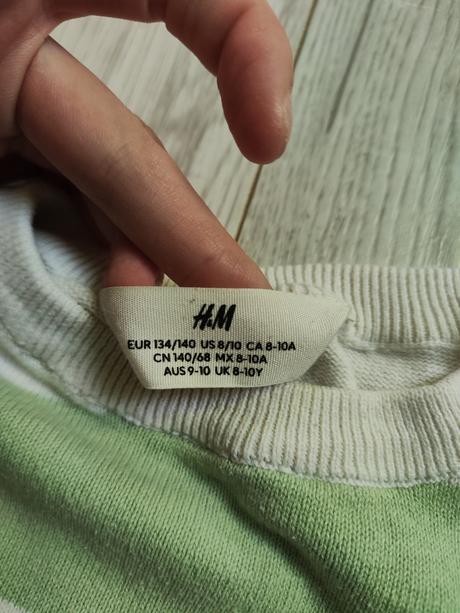 H&M
EUR 134/140 US 8/10 CA 8-10A
CN 140/68 MX 8-10A
AUS 9-10 UK 8-10Y